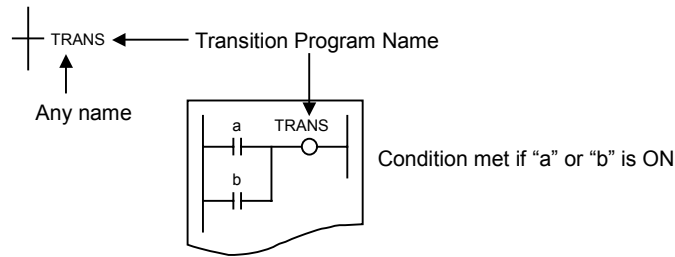 TRANS
Transition Program Name
Any name
a
TRANS
Condition met if “a” or “b” is ON
b